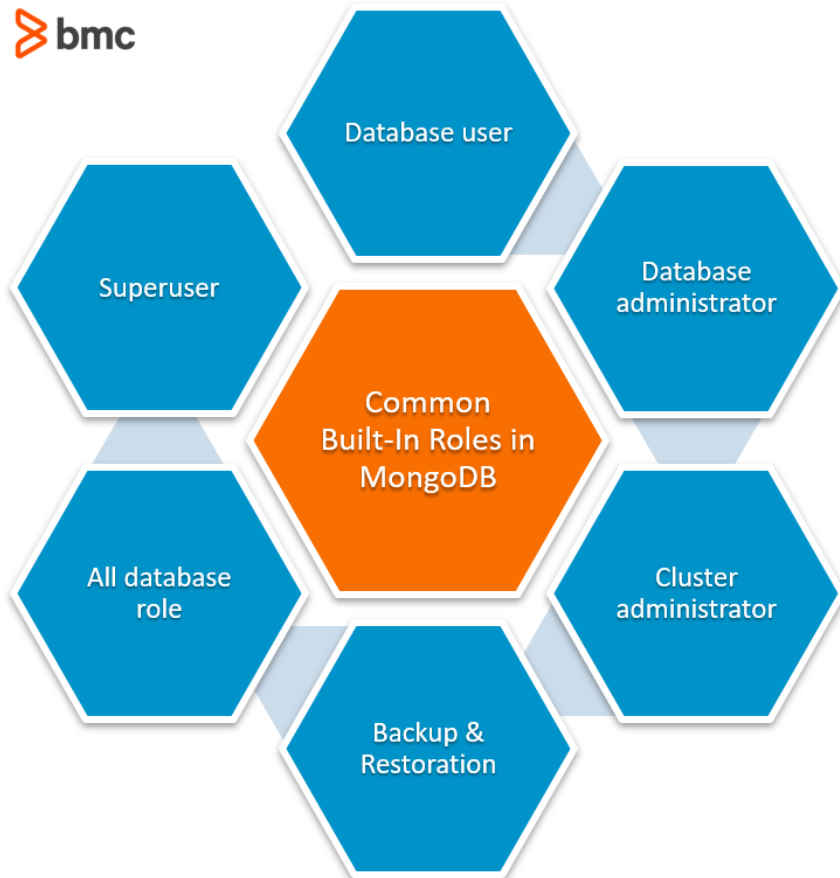 bmc
Database user
Database
administrator
Superuser
Common
Built-In Roles in
MongoDB
Cluster
administrator
All database
role
Backup &
Restoration